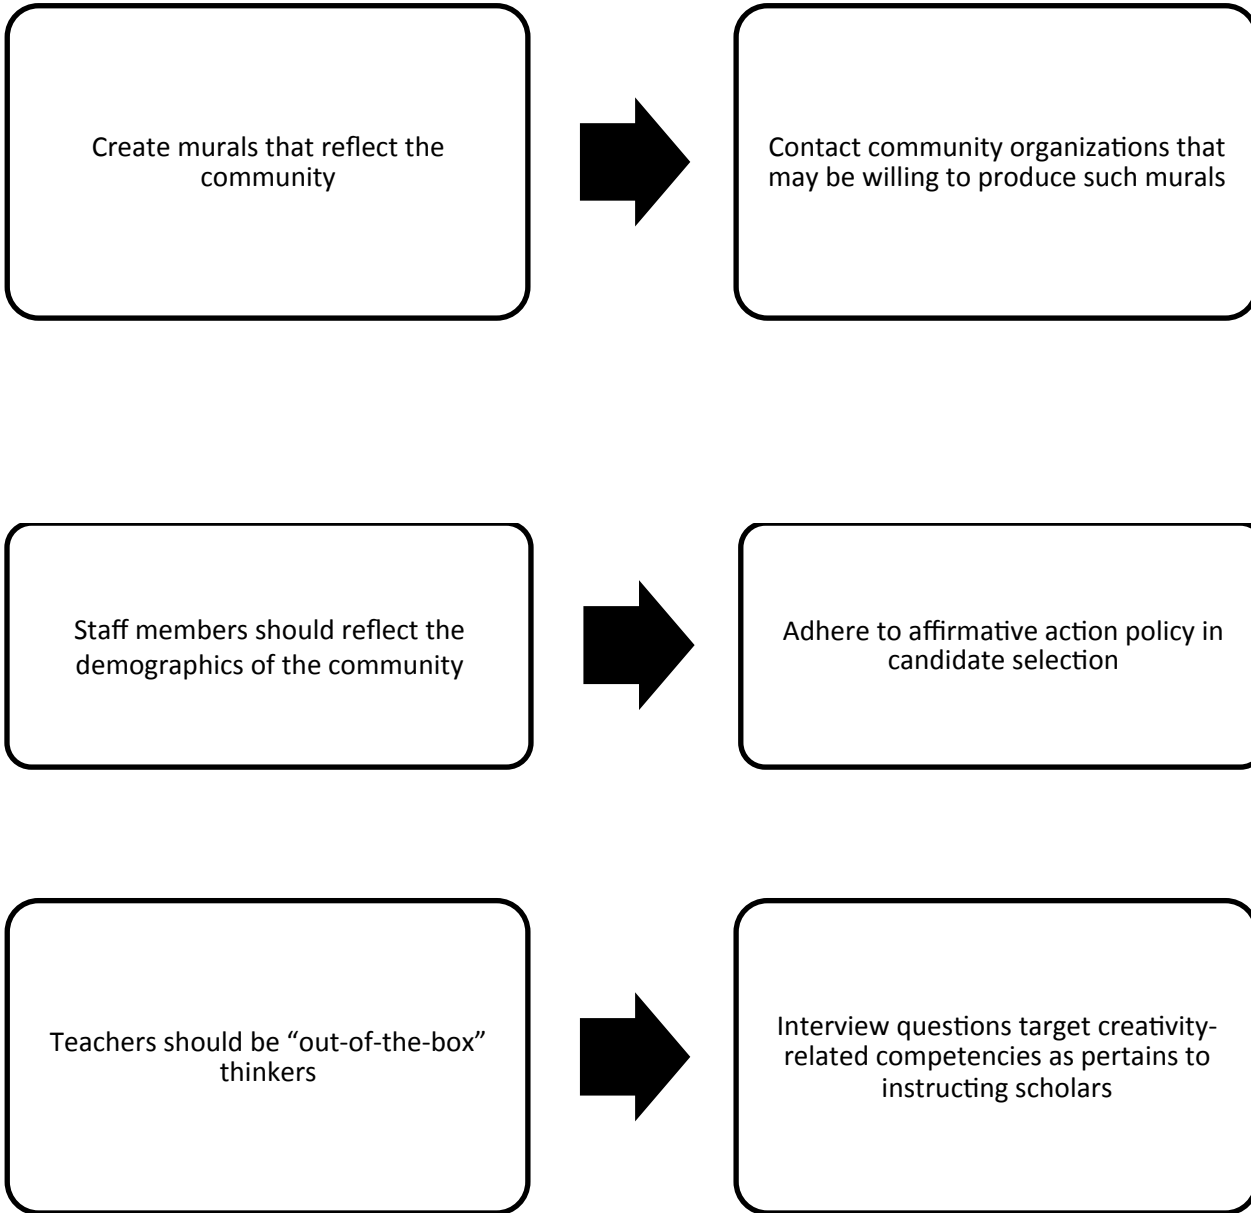 Create murals that reflect the
community
Contact community organizations that
may be willing to produce such murals
Staff members should reflect the
demographics of the community
Adhere to affirmative action policy in
candidate selection
Teachers should be “out-of-the-box”
thinkers
Interview questions target creativity-
related competencies as pertains to
instructing scholars